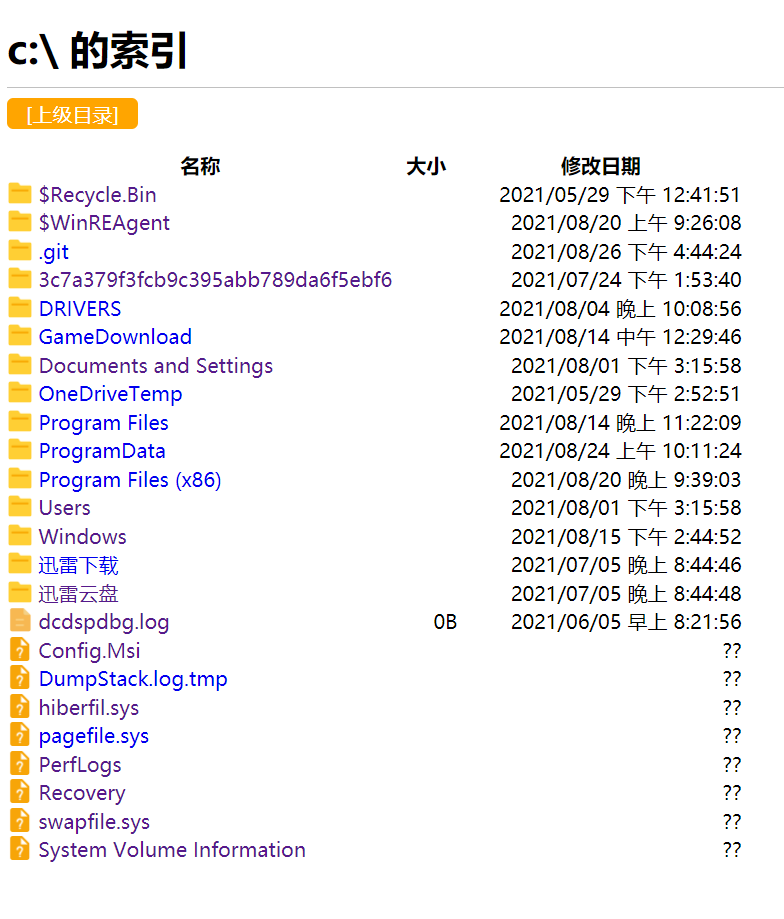 c:\ 的索引
[上级目录]
名称 大小 修改日期
$Recycle.Bin 2021/05/29 下午 12:41:51
$WinREAgent 2021/08/20 上午 9:26:08
.git 2021/08/26 下午 4:44:24
3c7a379f3fcb9c395abb789da6f5ebf6 2021/07/24 下午 1:53:40
DRIVERS 2021/08/04 晚上 10:08:56
GameDownload 2021/08/14 中午 12:29:46
Documents and Settings 2021/08/01 下午 3:15:58
OneDriveTemp 2021/05/29 下午 2:52:51
Program Files 2021/08/14 晚上 11:22:09
ProgramData 2021/08/24 上午 10:11:24
Program Files (x86) 2021/08/20 晚上 9:39:03
Users 2021/08/01 下午 3:15:58
Windows 2021/08/15 下午 2:44:52
迅雷下载 2021/07/05 晚上 8:44:46
迅雷云盘 2021/07/05 晚上 8:44:48
dcdspdbg.log 0B 2021/06/05 早上 8:21:56
Config.Msi ??
DumpStack.log.tmp ??
hiberfil.sys ??
pagefile.sys ??
PerfLogs ??
Recovery ??
swapfile.sys ??
System Volume Information ??